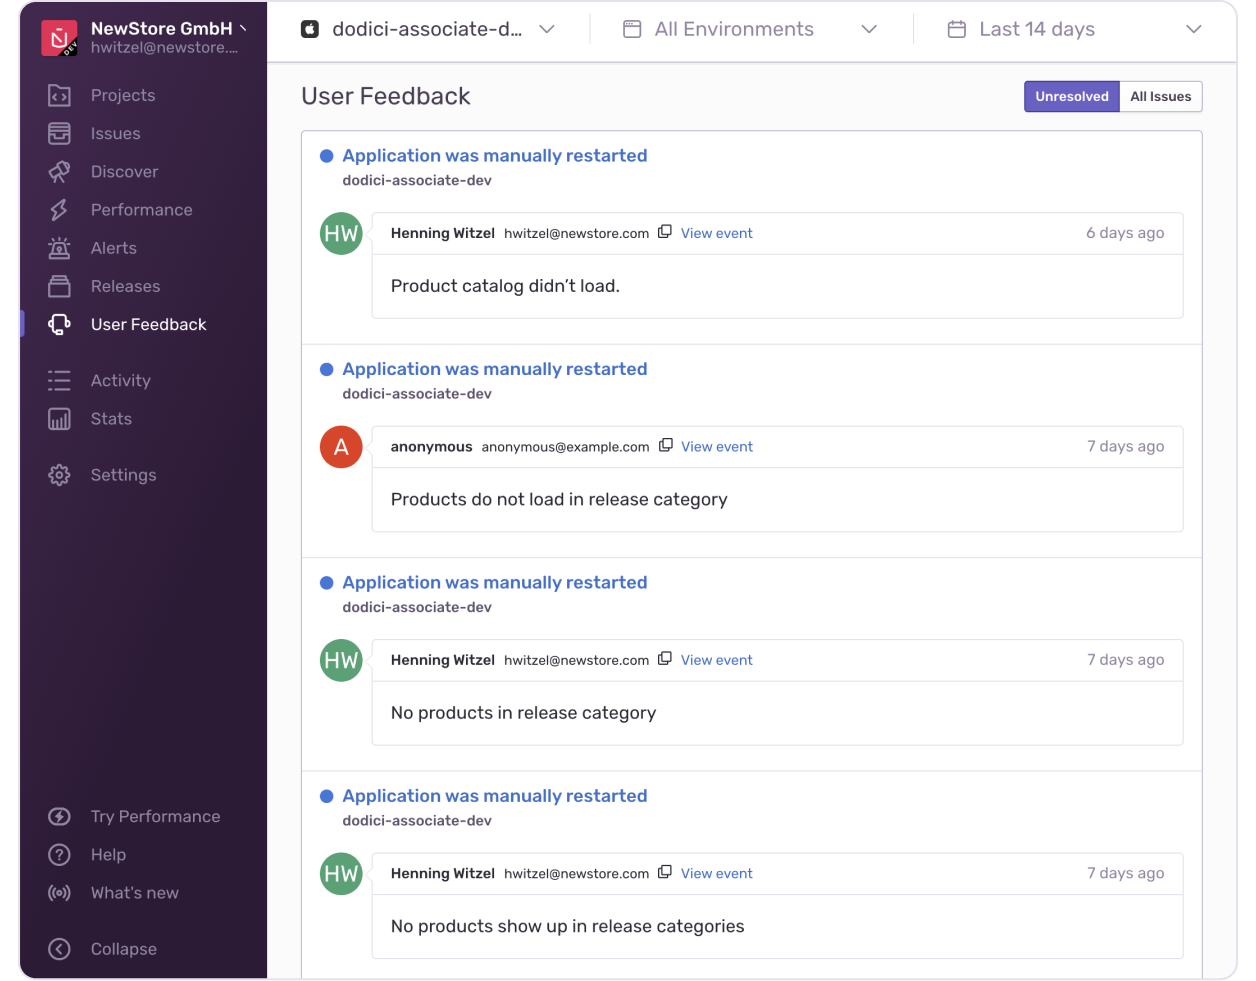 NewStore GmbH
hwitzel@newstore.…
Projects
Issues
Discover
Performance
Alerts
Releases
User Feedback
Activity
Stats
Settings
Try Performance
Help
What's new
Collapse
dodici-associate-d… All Environments Last 14 days
User Feedback
Unresolved All Issues
Application was manually restarted
dodici-associate-dev
HW Henning Witzel hwitzel@newstore.com View event 6 days ago
Product catalog didn’t load.
Application was manually restarted
dodici-associate-dev
A anonymous anonymous@example.com View event 7 days ago
Products do not load in release category
Application was manually restarted
dodici-associate-dev
HW Henning Witzel hwitzel@newstore.com View event 7 days ago
No products in release category
Application was manually restarted
dodici-associate-dev
HW Henning Witzel hwitzel@newstore.com View event 7 days ago
No products show up in release categories